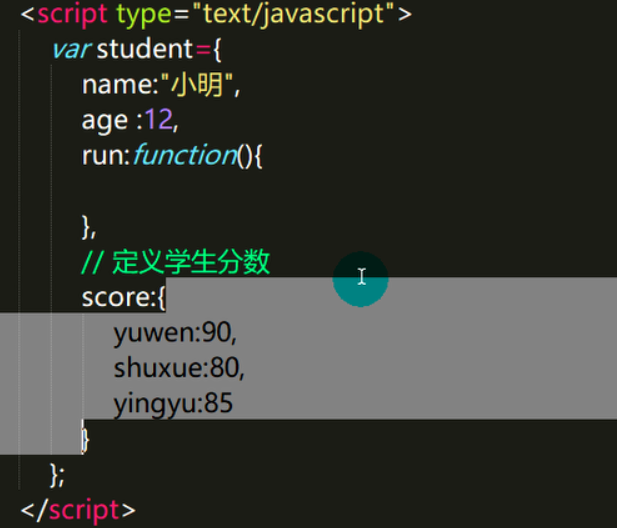 <script type="text/javascript">
var student={
name:"小明",
age :12,
run:function(){
},
// 定义学生分数
score:{
yuwen:90,
shuxue:80,
yingyu:85
}
};
</script>